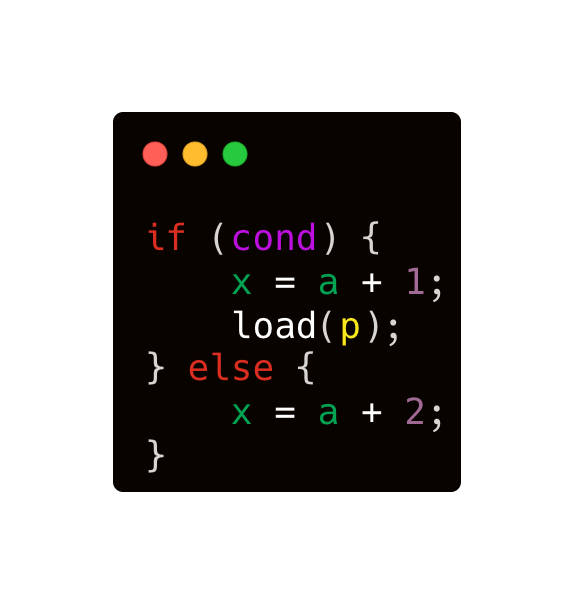 if (cond) {
    x = a + 1;
    load(p);
} else {
    x = a + 2;
}